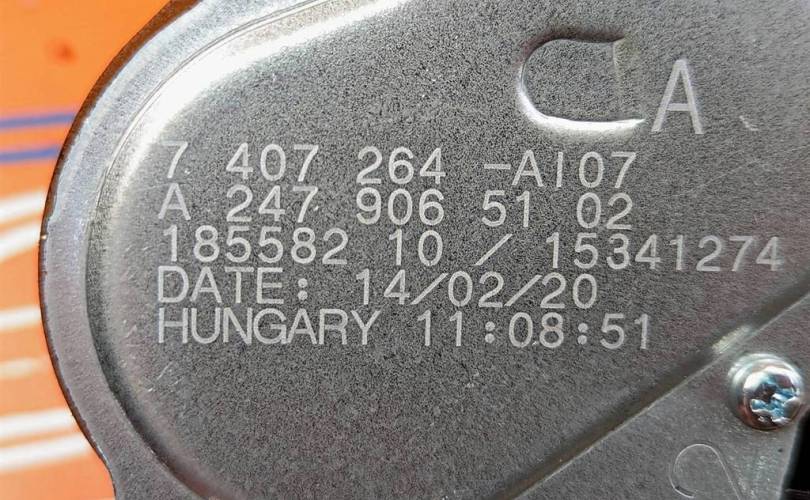 A
7 407 264 -AI07
A 247 906 51 02
185582 10 / 15341274
DATE: 14/02/20
HUNGARY 11:08:51